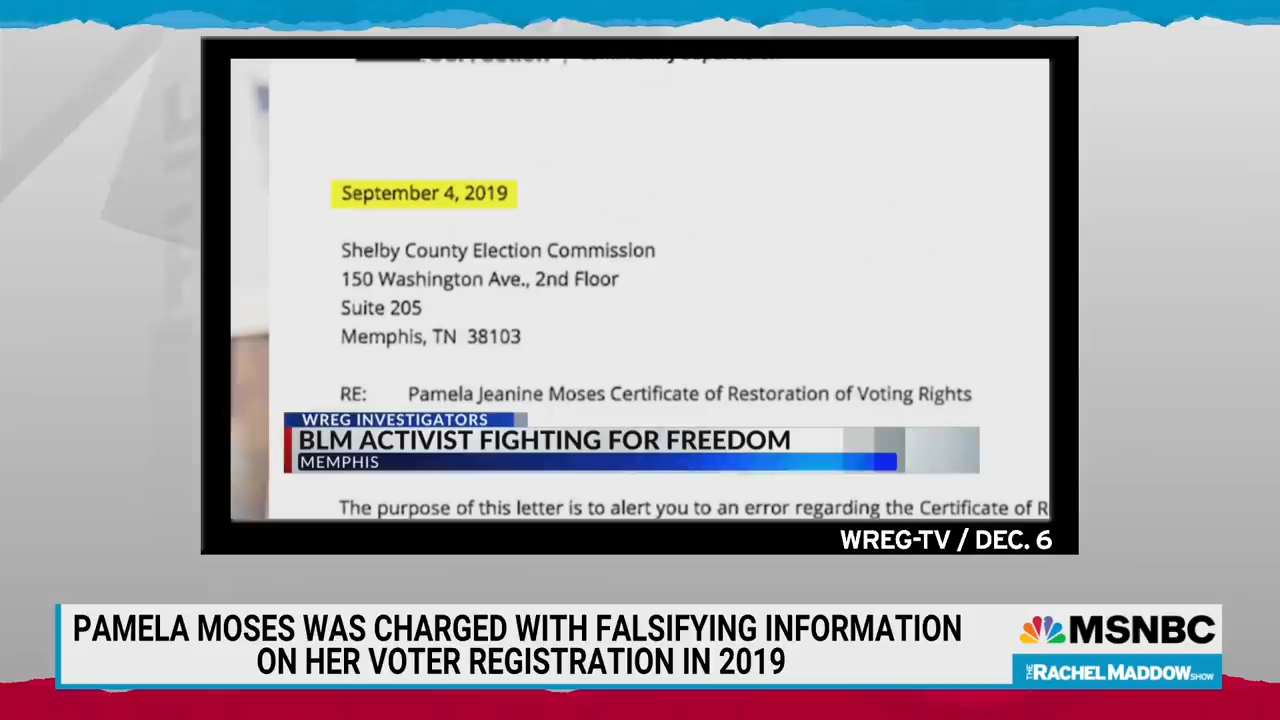 September 4, 2019
Shelby County Election Commission
150 Washington Ave., 2nd Floor
Suite 205
Memphis, TN 38103
RE: Pamela Jeanine Moses Certificate of Restoration of Voting Rights
WREG INVESTIGATORS
BLM ACTIVIST FIGHTING FOR FREEDOM
MEMPHIS
The purpose of this letter is to alert you to an error regarding the Certificate of R
WREG-TV / DEC. 6
PAMELA MOSES WAS CHARGED WITH FALSIFYING INFORMATION
ON HER VOTER REGISTRATION IN 2019
MSNBC
THE RACHEL MADDOW SHOW